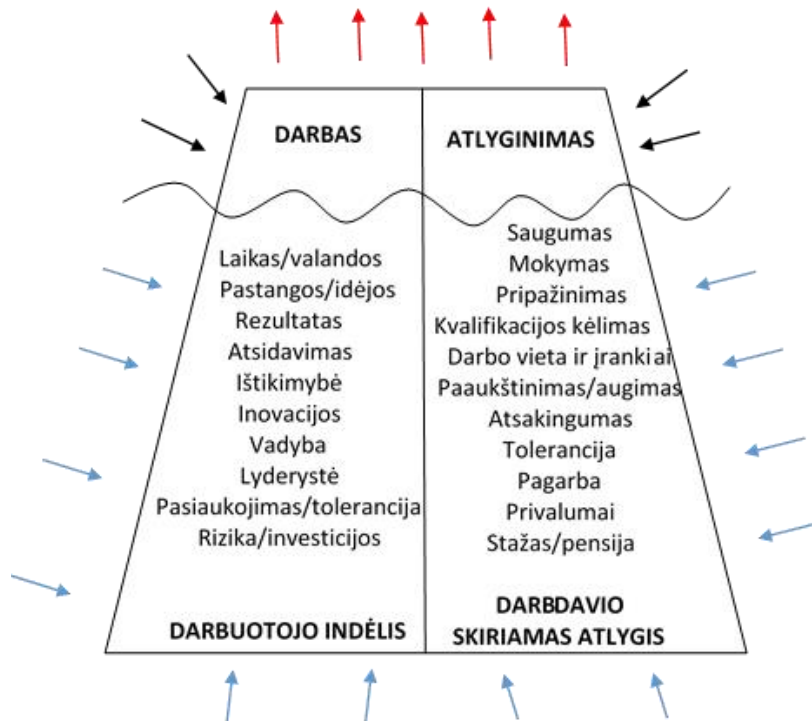 DARBAS
Laikas/valandos
Pastangos/idėjos
Rezultatas
Atsidavimas
Ištikimybė
Inovacijos
Vadyba
Lyderystė
Pasiaukojimas/tolerancija
Rizika/investicijos
DARBUOTOJO INDĖLIS
ATLYGINIMAS
Saugumas
Mokymas
Pripažinimas
Kvalifikacijos kėlimas
Darbo vieta ir įrankiai
Paaukštinimas/augimas
Atsakingumas
Tolerancija
Pagarba
Privalumai
Stažas/pensija
DARBDAVIO
SKIRIAMAS ATLYGIS